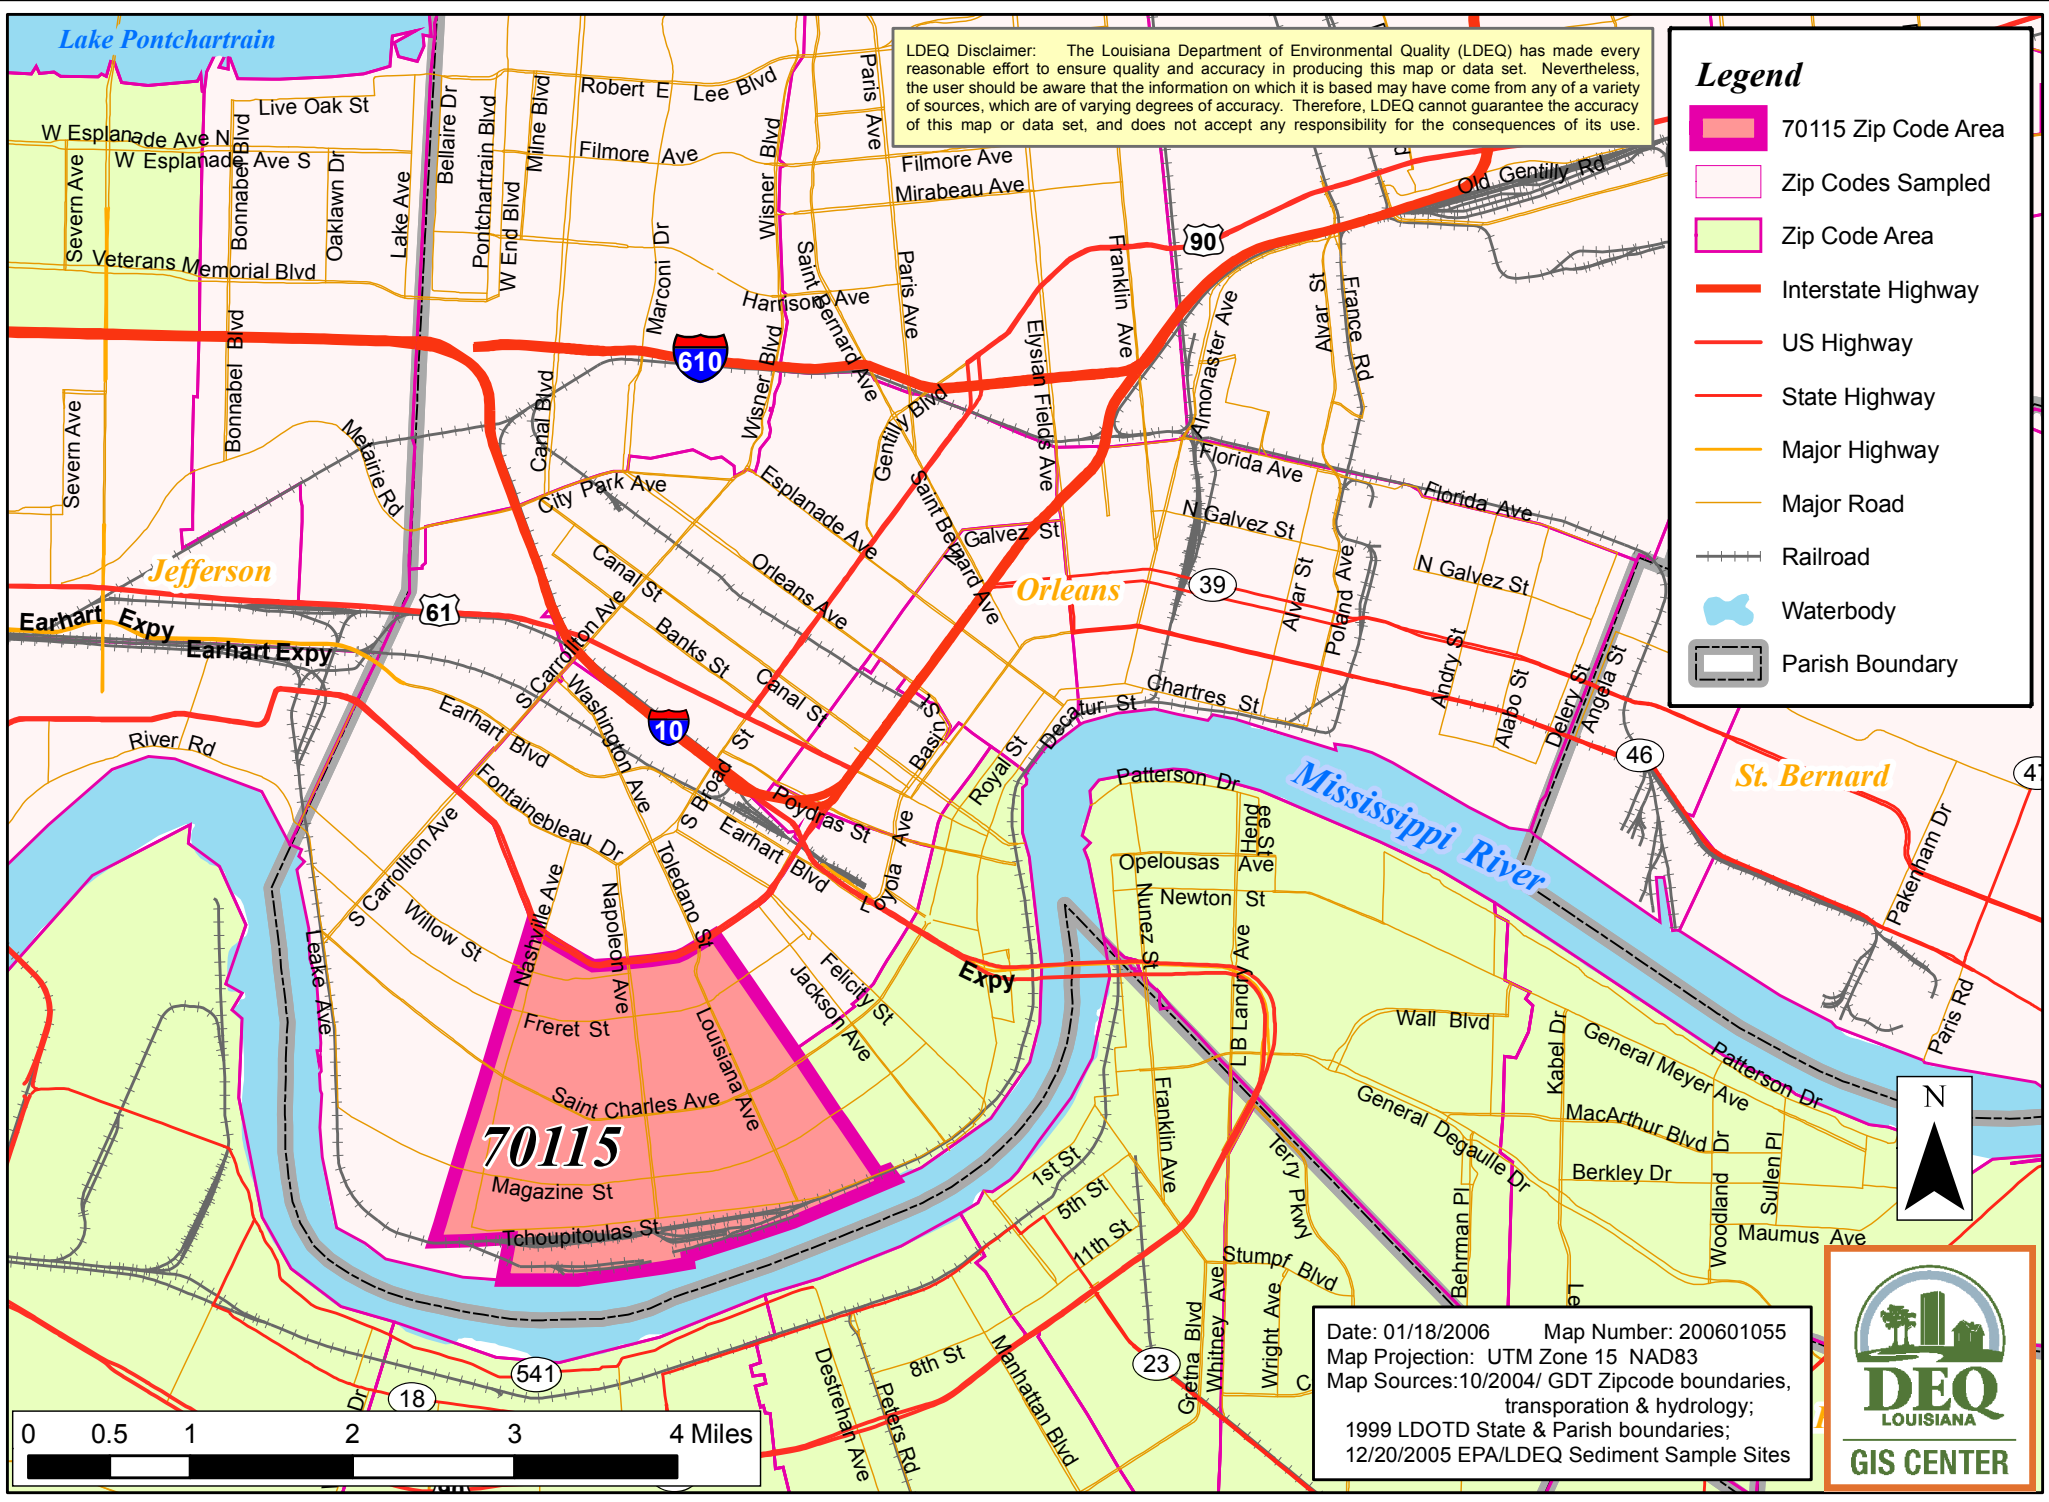 Lake Pontchartrain
LDEQ Disclaimer: The Louisiana Department of Environmental Quality (LDEQ) has made every
reasonable effort to ensure quality and accuracy in producing this map or data set. Nevertheless,
the user should be aware that the information on which it is based may have come from any of a variety
of sources, which are of varying degrees of accuracy. Therefore, LDEQ cannot guarantee the accuracy
of this map or data set, and does not accept any responsibility for the consequences of its use.
Legend
70115 Zip Code Area
Zip Codes Sampled
Zip Code Area
Interstate Highway
US Highway
State Highway
Major Highway
Major Road
Railroad
Waterbody
Parish Boundary
Live Oak St
W Esplanade Ave N
W Esplanade Ave S
Severn Ave
Bonnabel Blvd
Oaklawn Dr
Lake Ave
Bellaire Dr
Pontchartrain Blvd
W End Blvd
Milne Blvd
Robert E Lee Blvd
Filmore Ave
Wisner Blvd
Paris Ave
Filmore Ave
Mirabeau Ave
Old Gentilly Rd
Veterans Memorial Blvd
Marconi Dr
Harrison Ave
Saint Bernard Ave
Paris Ave
Franklin Ave
90
Alvar St
France Rd
Almonaster Ave
Elysian Fields Ave
610
Wisner Blvd
Canal Blvd
Bonnabel Blvd
Severn Ave
Metairie Rd
Gentilly Blvd
City Park Ave
Esplanade Ave
Saint Bernard Ave
Florida Ave
Florida Ave
N Galvez St
N Galvez St
Galvez St
Jefferson
Orleans
39
Canal St
Orleans Ave
Alvar St
Poland Ave
61
Earhart Expy
Earhart Expy
S Carrollton Ave
Banks St
Canal St
Washington Ave
10
Andry St
Alabo St
Delery St
Angela St
Chartres St
Decatur St
Royal St
Basin St
46
47
St. Bernard
River Rd
Earhart Blvd
Fontainebleau Dr
S Broad St
Poydras St
Earhart Blvd
Loyola Ave
Patterson Dr
Mississippi River
Opelousas Ave
Newton St
Nunez St
L B Landry Ave
Pakenham Dr
Paris Rd
S Carrollton Ave
Willow St
Nashville Ave
Napoleon Ave
Toledano St
Leake Ave
Felicity St
Jackson Ave
Expy
Freret St
Louisiana Ave
Saint Charles Ave
70115
Magazine St
Tchoupitoulas St
Wall Blvd
Kabel Dr
General Meyer Ave
Patterson Dr
General Degaulle Dr
MacArthur Blvd
Berkley Dr
Woodland Dr
Sullen Pl
Maumus Ave
Behrman Pl
Terry Pkwy
Franklin Ave
1st St
5th St
11th St
Stumpf Blvd
Gretna Blvd
Whitney Ave
Wright Ave
23
Manhattan Blvd
8th St
Peters Rd
Destrehan Ave
541
18
Dr
N
0 0.5 1 2 3 4 Miles
Date: 01/18/2006 Map Number: 200601055
Map Projection: UTM Zone 15 NAD83
Map Sources:10/2004/ GDT Zipcode boundaries,
transporation & hydrology;
1999 LDOTD State & Parish boundaries;
12/20/2005 EPA/LDEQ Sediment Sample Sites
DEQ
LOUISIANA
GIS CENTER